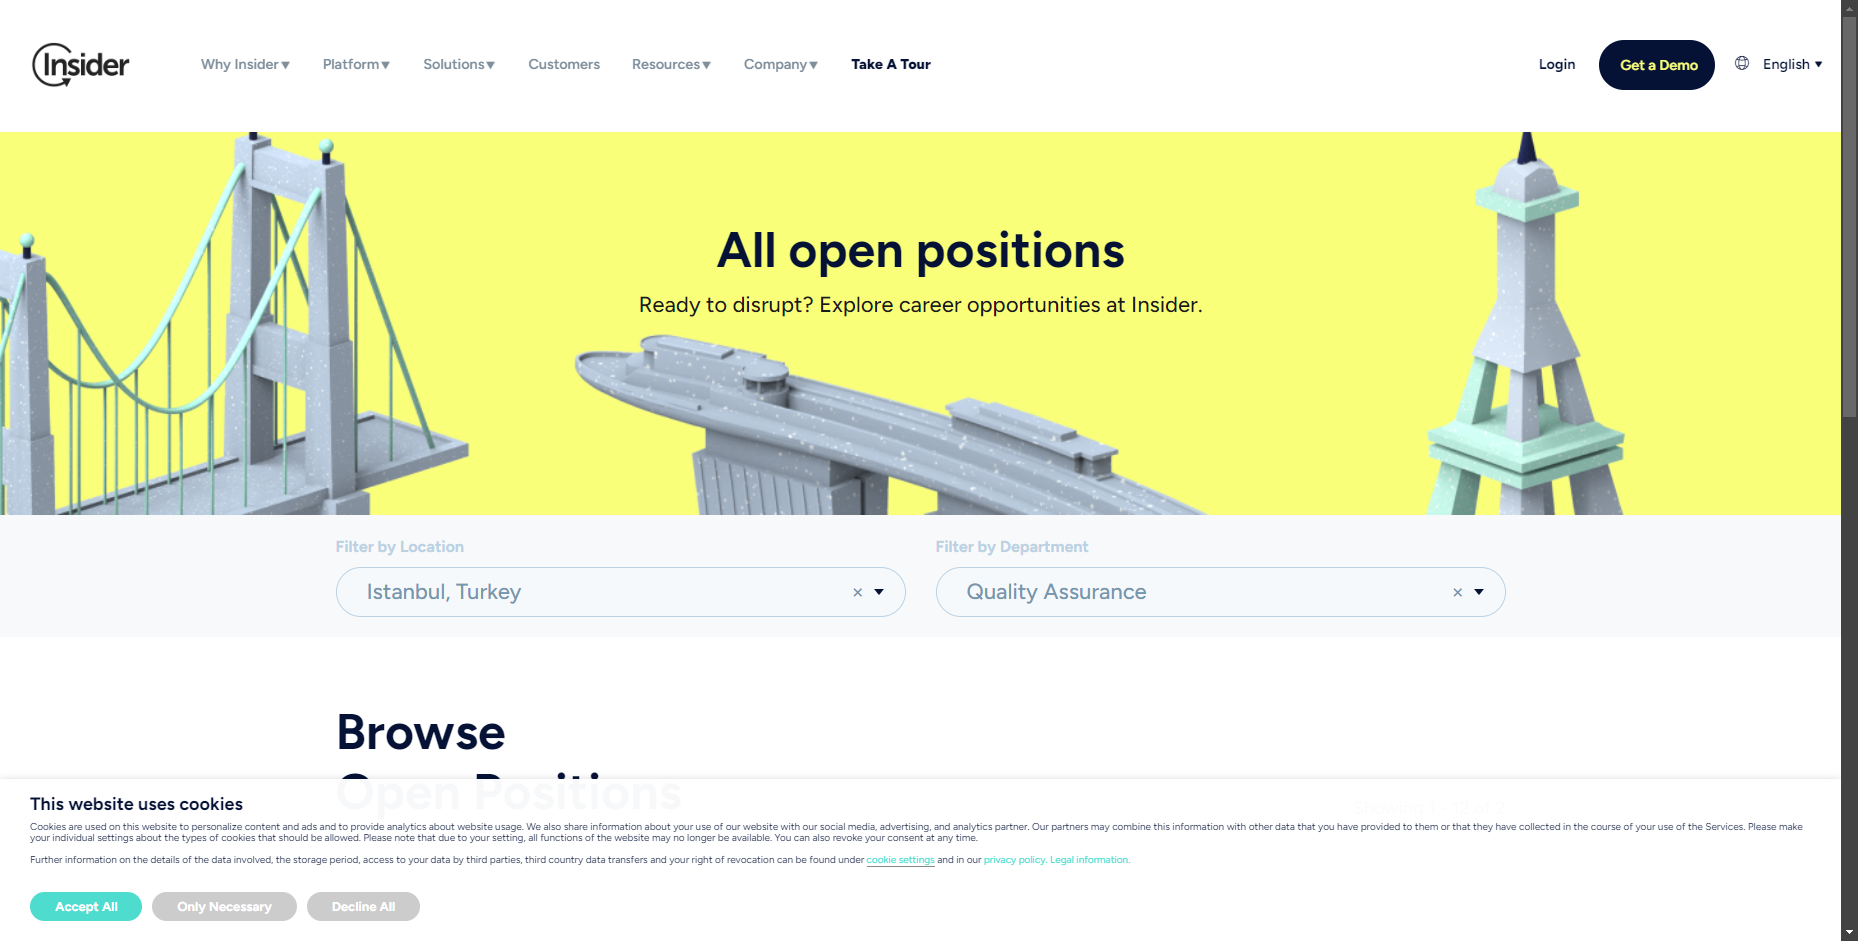 Insider
Why Insider▼ Platform▼ Solutions▼ Customers Resources▼ Company▼ Take A Tour
Login Get a Demo English ▼
All open positions
Ready to disrupt? Explore career opportunities at Insider.
Filter by Location
Istanbul, Turkey × ▼
Filter by Department
Quality Assurance × ▼
Browse
Open Positions
This website uses cookies
Cookies are used on this website to personalize content and ads and to provide analytics about website usage. We also share information about your use of our website with our social media, advertising, and analytics partner. Our partners may combine this information with other data that you have provided to them or that they have collected in the course of your use of the Services. Please make
your individual settings about the types of cookies that should be allowed. Please note that due to your setting, all functions of the website may no longer be available. You can also revoke your consent at any time.
Further information on the details of the data involved, the storage period, access to your data by third parties, third country data transfers and your right of revocation can be found under cookie settings and in our privacy policy. Legal information.
Accept All Only Necessary Decline All